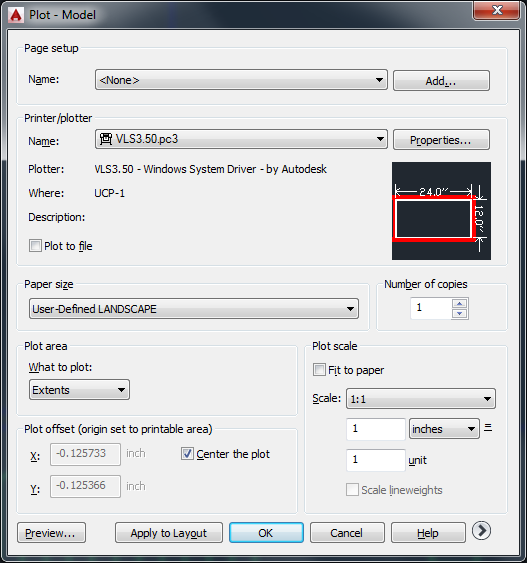 Plot - Model
Page setup
Name: <None> Add...
Printer/plotter
Name: VLS3.50.pc3 Properties...
Plotter: VLS3.50 - Windows System Driver - by Autodesk
Where: UCP-1
Description:
Plot to file
24.0''
12.0''
Paper size
User-Defined LANDSCAPE
Number of copies
1
Plot area
What to plot:
Extents
Plot scale
Fit to paper
Scale: 1:1
1 inches =
1 unit
Scale lineweights
Plot offset (origin set to printable area)
X: -0.125733 inch Center the plot
Y: -0.125366 inch
Preview... Apply to Layout OK Cancel Help